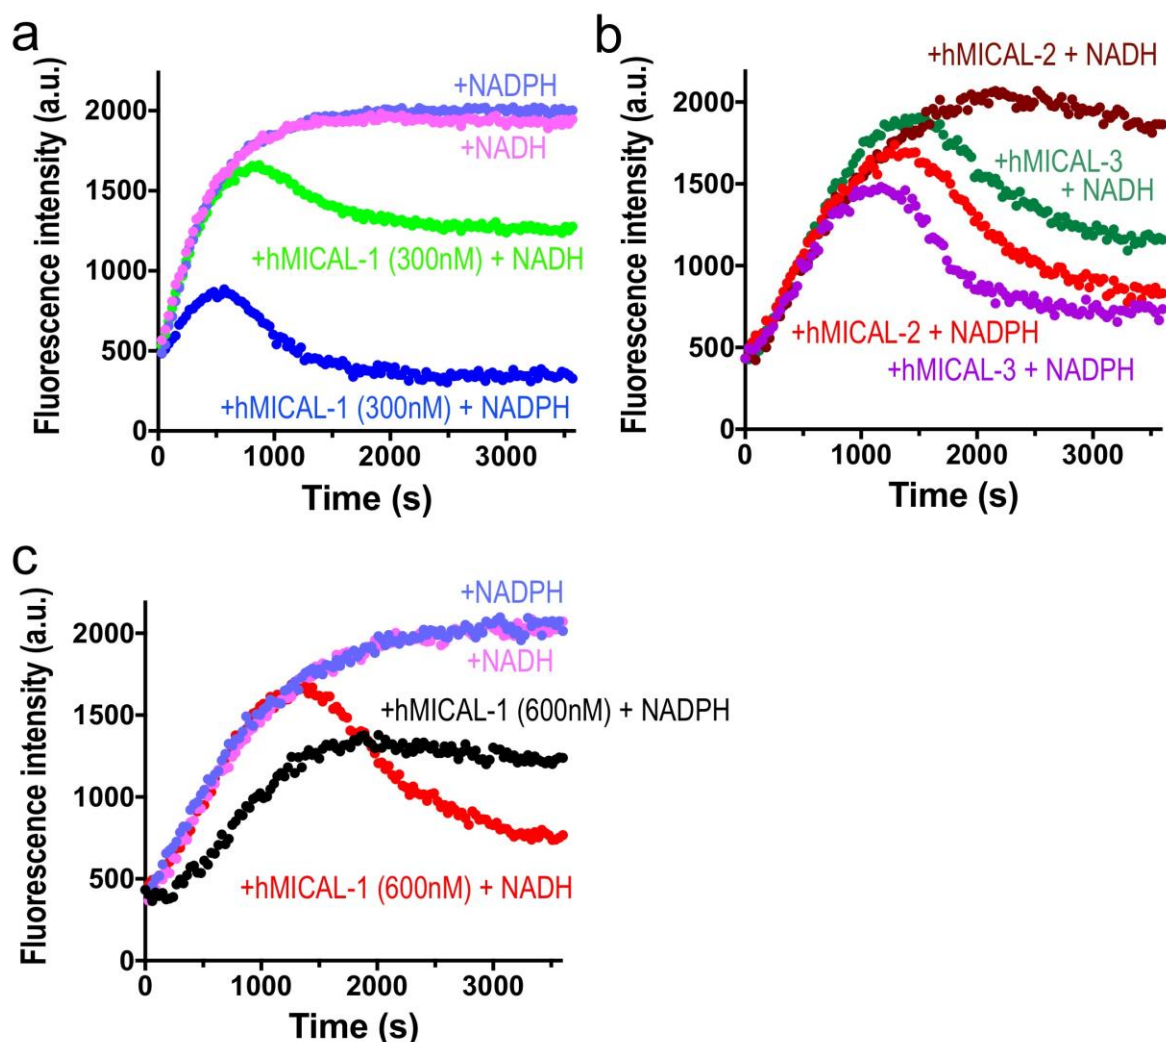 a
Fluorescence intensity (a.u.)
2000
1500
1000
500
0
+NADPH
+NADH
+hMICAL-1 (300nM) + NADH
+hMICAL-1 (300nM) + NADPH
0 1000 2000 3000
Time (s)
b
Fluorescence intensity (a.u.)
2000
1500
1000
500
0
+hMICAL-2 + NADH
+hMICAL-3
+ NADH
+hMICAL-2 + NADPH
+hMICAL-3 + NADPH
0 1000 2000 3000
Time (s)
c
Fluorescence intensity (a.u.)
2000
1500
1000
500
0
+NADPH
+NADH
+hMICAL-1 (600nM) + NADPH
+hMICAL-1 (600nM) + NADH
0 1000 2000 3000
Time (s)